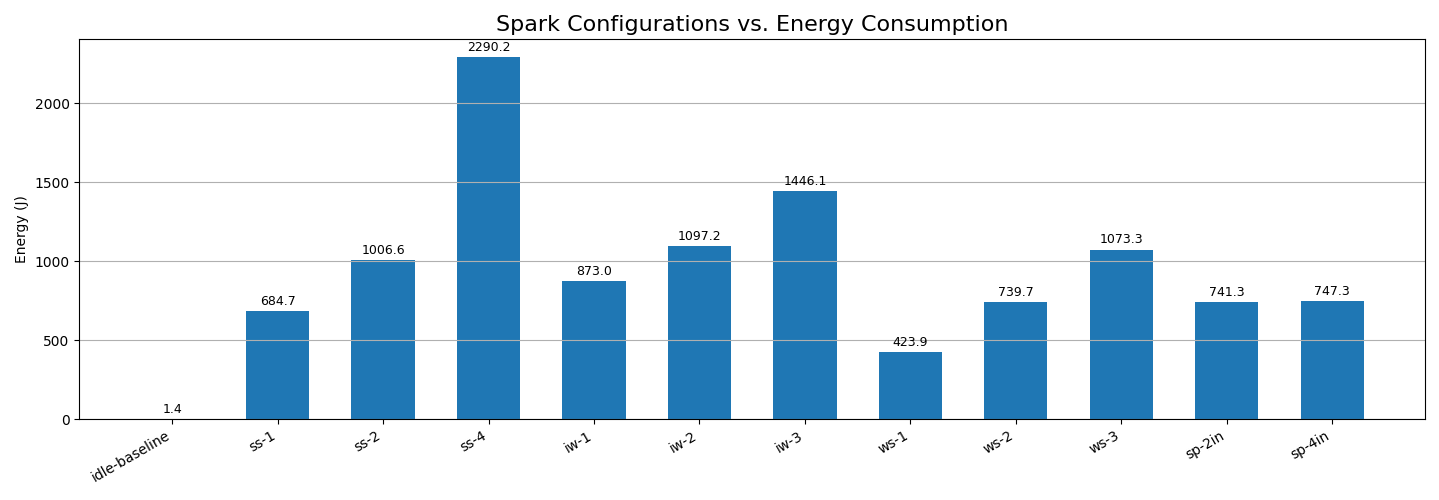 Spark Configurations vs. Energy Consumption
Energy (J)
2000
1500
1000
500
0
1.4
684.7
1006.6
2290.2
873.0
1097.2
1446.1
423.9
739.7
1073.3
741.3
747.3
idle-baseline
ss-1
ss-2
ss-4
iw-1
iw-2
iw-3
ws-1
ws-2
ws-3
sp-2in
sp-4in